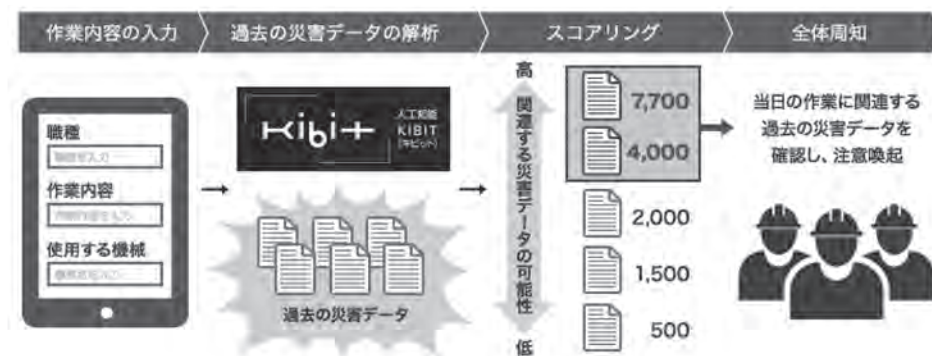 作業内容の入力
過去の災害データの解析
スコアリング
全体周知
職種
作業内容
使用する機械
Kibit
人工知能
KIBIT
(キビット)
過去の災害データ
高
関連する災害データの可能性
低
7,700
4,000
2,000
1,500
500
当日の作業に関連する
過去の災害データを
確認し、注意喚起